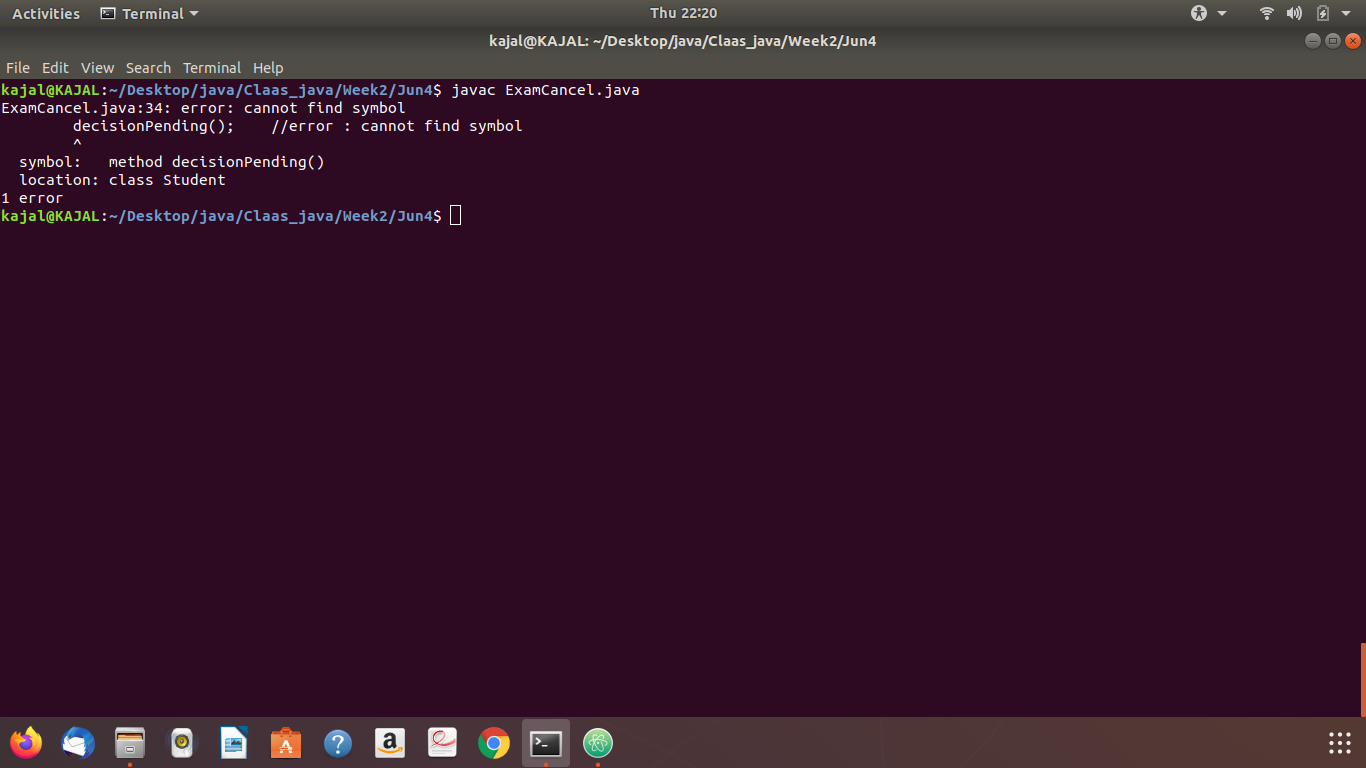 Activities Terminal Thu 22:20
kajal@KAJAL: ~/Desktop/java/Claas_java/Week2/Jun4
File Edit View Search Terminal Help
kajal@KAJAL:~/Desktop/java/Claas_java/Week2/Jun4$ javac ExamCancel.java
ExamCancel.java:34: error: cannot find symbol
        decisionPending();    //error : cannot find symbol
        ^
  symbol:   method decisionPending()
  location: class Student
1 error
kajal@KAJAL:~/Desktop/java/Claas_java/Week2/Jun4$